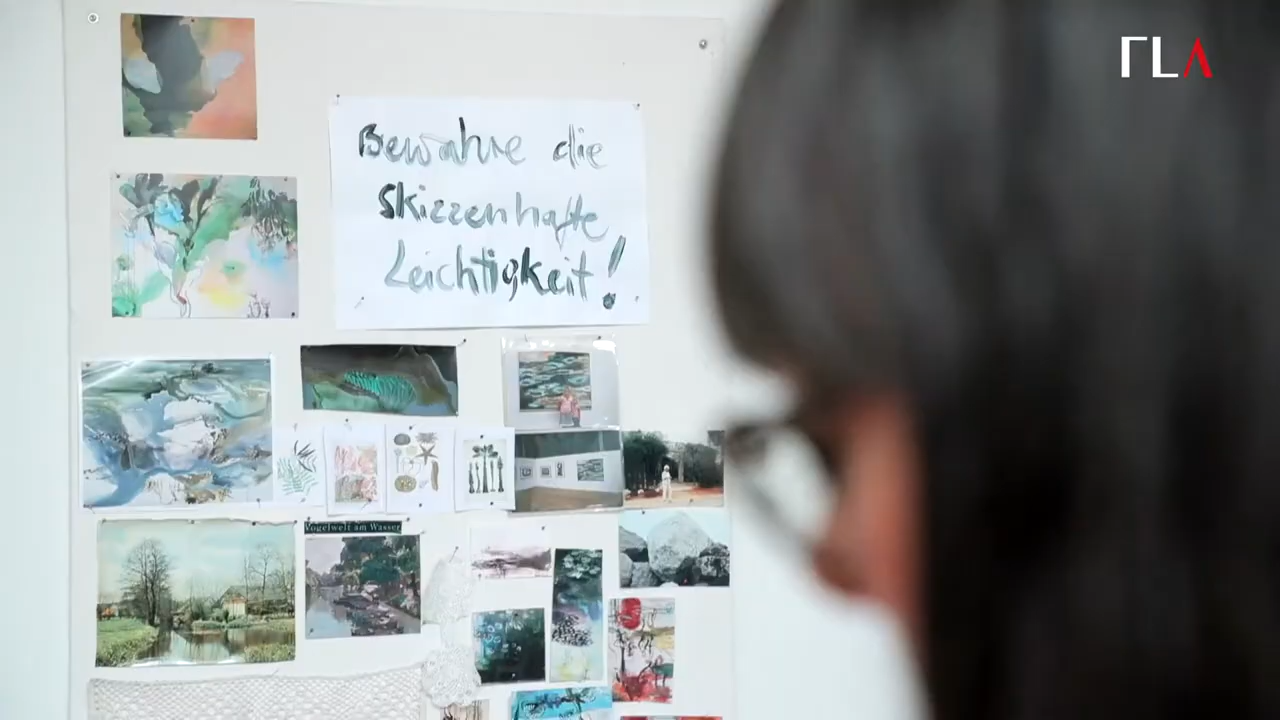 Bewahre die
Skizzenhafte
Leichtigkeit!
Vogelwelt am Wasser
TLA